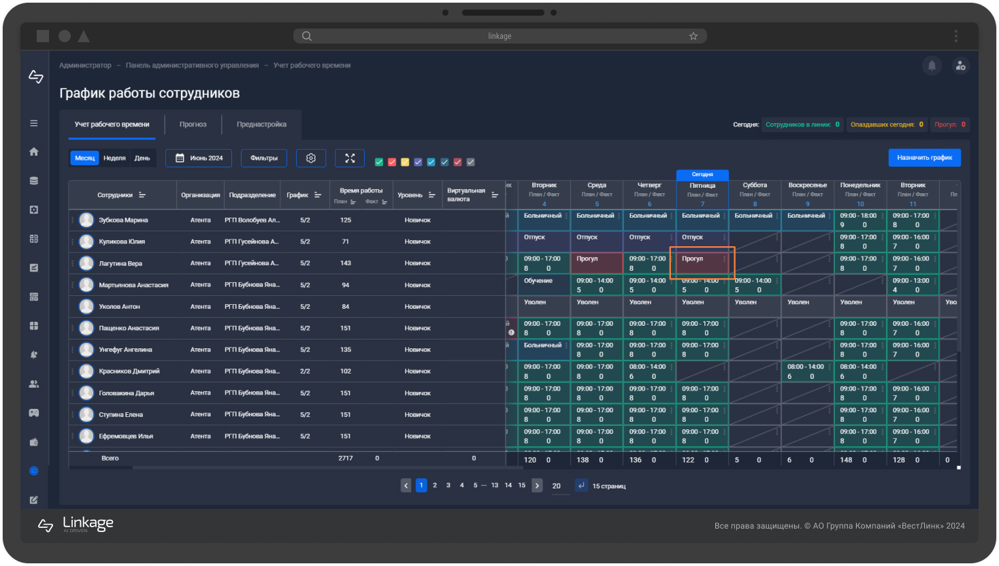 linkage
Администратор – Панель административного управления – Учет рабочего времени
График работы сотрудников
Учет рабочего времени Прогноз Преднастройка
Сегодня: Сотрудников в линии: 0 Опаздавших сегодня: 0 Прогул: 0
Месяц Неделя День Июнь 2024 Фильтры Назначить график
Сегодня
Сотрудники Организация Подразделение График Время работы План Факт Уровень Виртуальная валюта
Вторник Среда Четверг Пятница Суббота Воскресенье Понедельник Вторник
План / Факт План / Факт План / Факт План / Факт План / Факт План / Факт План / Факт План / Факт
4 5 6 7 8 9 10 11
Зубкова Марина Атента РГП Волобуев Ал... 5/2 125 Новичок Больничный Больничный Больничный Больничный Больничный Больничный 09:00 - 18:00 09:00 - 17:00
9 0 8 0
Куликова Юлия Атента РГП Гусейнова А... 5/2 71 Новичок Отпуск Отпуск Отпуск Отпуск 09:00 - 17:00 09:00 - 16:00
8 0 7 0
Лагутина Вера Атента РГП Гусейнова А... 5/2 143 Новичок 09:00 - 17:00 Прогул 09:00 - 17:00 Прогул 09:00 - 17:00 09:00 - 16:00
8 0 8 0 8 0 7 0
Мартьянова Анастасия Атента РГП Бубнова Яна... 5/2 94 Новичок Обучение 09:00 - 14:00 09:00 - 14:00 09:00 - 14:00 09:00 - 14:00 09:00 - 13:00
5 0 5 0 5 0 5 0 4 0
Уколов Антон Атента РГП Бубнова Яна... 5/2 84 Новичок Уволен Уволен Уволен Уволен Уволен Уволен Уволен Уволен Уво
Пащенко Анастасия Атента РГП Бубнова Яна... 5/2 151 Новичок 09:00 - 17:00 09:00 - 17:00 09:00 - 17:00 09:00 - 17:00 09:00 - 17:00 09:00 - 16:00
8 0 8 0 8 0 8 0 8 0 7 0
Унгефуг Ангелина Атента РГП Бубнова Яна... 5/2 135 Новичок Больничный 09:00 - 17:00 09:00 - 17:00 09:00 - 17:00 09:00 - 17:00 09:00 - 16:00
8 0 8 0 8 0 8 0 7 0
Красников Дмитрий Атента РГП Бубнова Яна... 2/2 102 Новичок 09:00 - 17:00 09:00 - 17:00 08:00 - 14:00 08:00 - 14:00 08:00 - 14:00
8 0 8 0 6 0 6 0 6 0
Головакина Дарья Атента РГП Бубнова Яна... 5/2 151 Новичок 09:00 - 17:00 09:00 - 17:00 09:00 - 17:00 09:00 - 17:00 09:00 - 17:00 09:00 - 16:00
8 0 8 0 8 0 8 0 8 0 7 0
Ступина Елена Атента РГП Бубнова Яна... 5/2 151 Новичок 09:00 - 17:00 09:00 - 17:00 09:00 - 17:00 09:00 - 17:00 09:00 - 17:00 09:00 - 16:00
8 0 8 0 8 0 8 0 8 0 7 0
Ефремовцев Илья Атента РГП Бубнова Яна... 5/2 151 Новичок 09:00 - 17:00 09:00 - 17:00 09:00 - 17:00 09:00 - 17:00 09:00 - 17:00 09:00 - 16:00
8 0 8 0 8 0 8 0 8 0 7 0
Всего 2717 0 0 120 0 138 0 136 0 122 0 5 0 6 0 148 0 128 0 0
1 2 3 4 5 ... 13 14 15 20 15 страниц
Linkage
AI DRIVEN
Все права защищены. © АО Группа Компаний «ВестЛинк» 2024